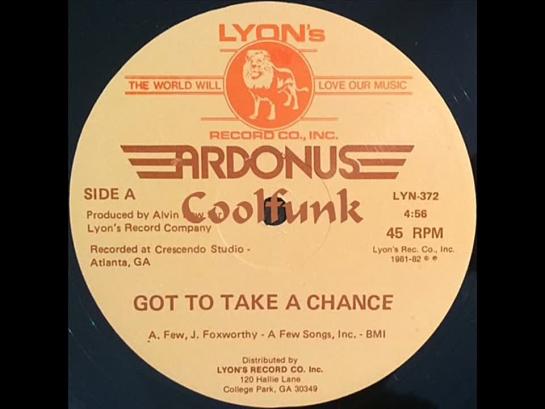 LYON's
THE WORLD WILL LOVE OUR MUSIC
RECORD CO., INC.
ARDONUS
Coolfunk
SIDE A
LYN-372
Produced by Alvin
4:56
Lyon's Record Company
45 RPM
Recorded at Crescendo Studio -
Atlanta, GA
Lyon's Rec. Co., Inc.
1981-82 © ℗
GOT TO TAKE A CHANCE
A. Few, J. Foxworthy - A Few Songs, Inc. - BMI
Distributed by
LYON'S RECORD CO. Inc.
120 Hallie Lane
College Park, GA 30349